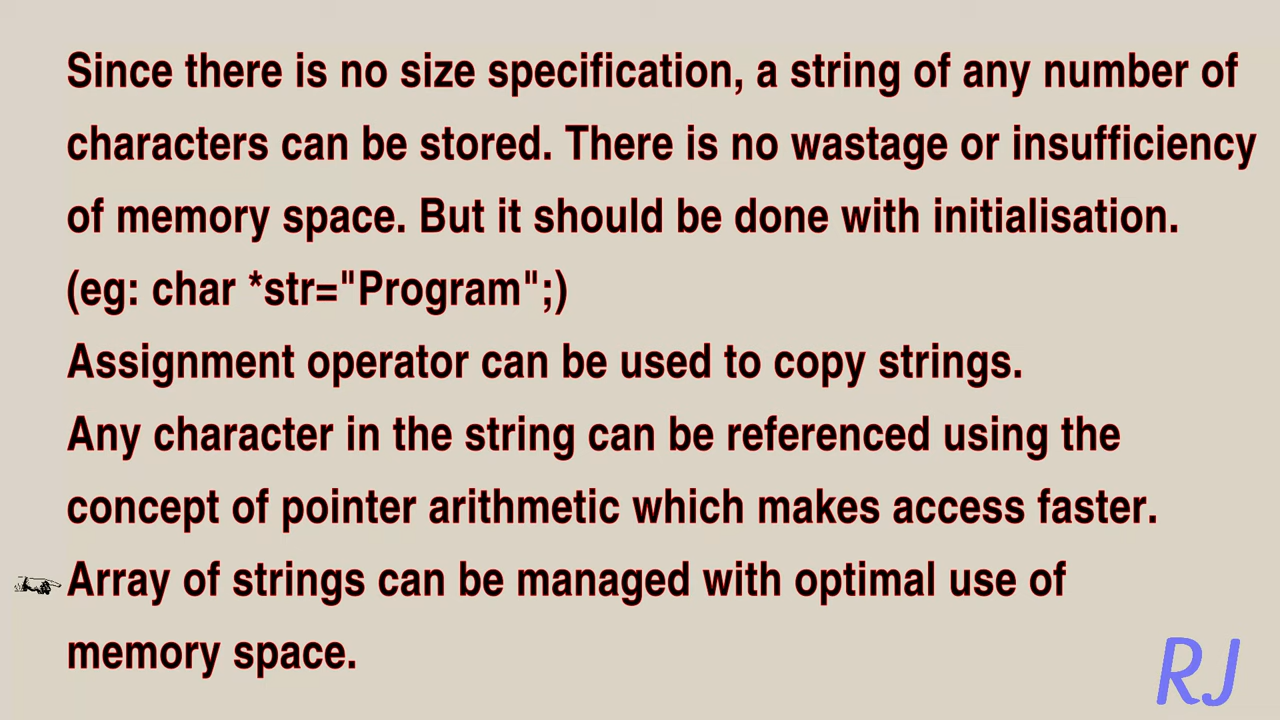 Since there is no size specification, a string of any number of
characters can be stored. There is no wastage or insufficiency
of memory space. But it should be done with initialisation.
(eg: char *str="Program";)
Assignment operator can be used to copy strings.
Any character in the string can be referenced using the
concept of pointer arithmetic which makes access faster.
Array of strings can be managed with optimal use of
memory space.
RJ